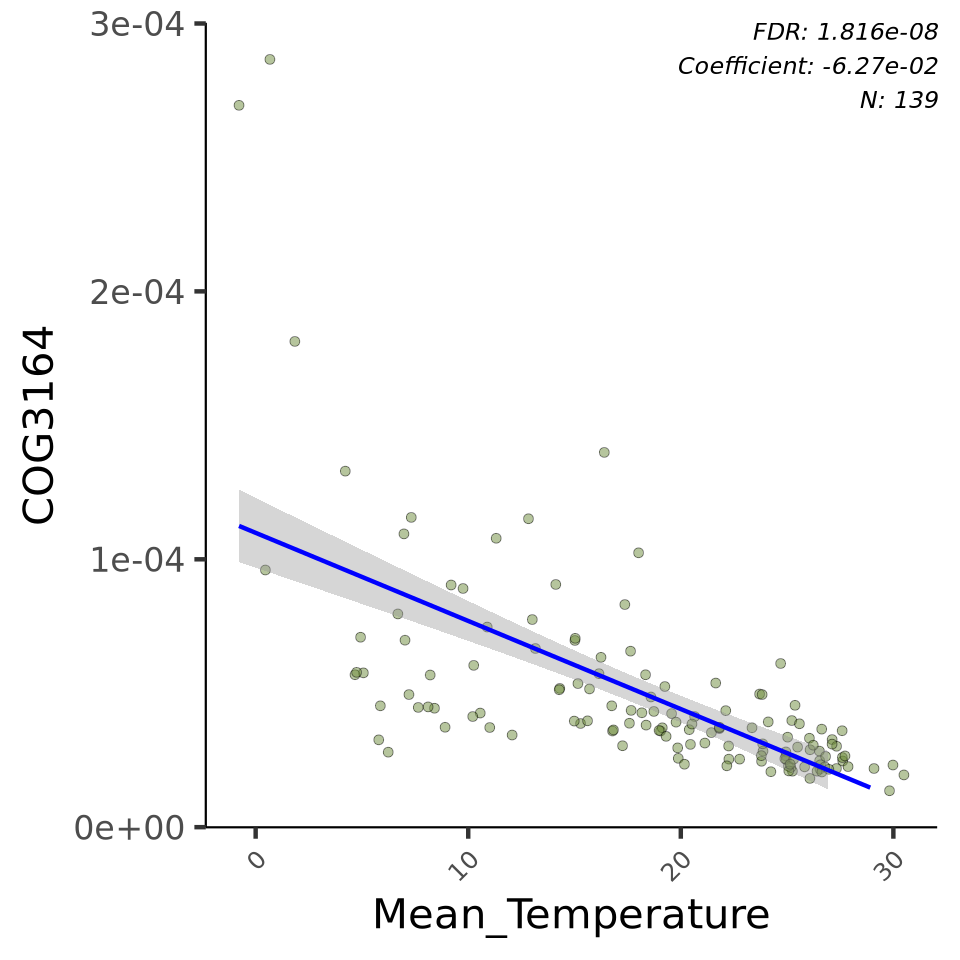 FDR: 1.816e-08
Coefficient: -6.27e-02
N: 139
3e-04
2e-04
1e-04
0e+00
COG3164
0
10
20
30
Mean_Temperature